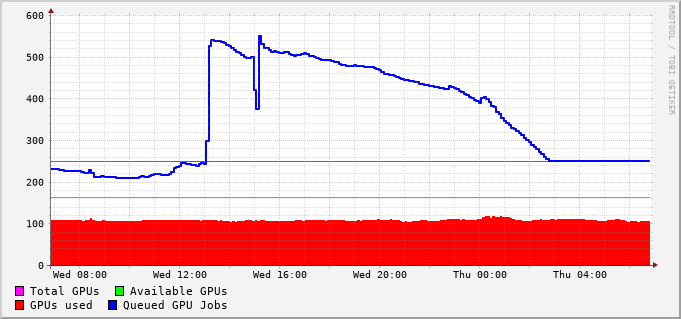 600
500
400
300
200
100
0
Wed 08:00 Wed 12:00 Wed 16:00 Wed 20:00 Thu 00:00 Thu 04:00
Total GPUs Available GPUs
GPUs used Queued GPU Jobs
RRDTOOL / TOBI OETIKER